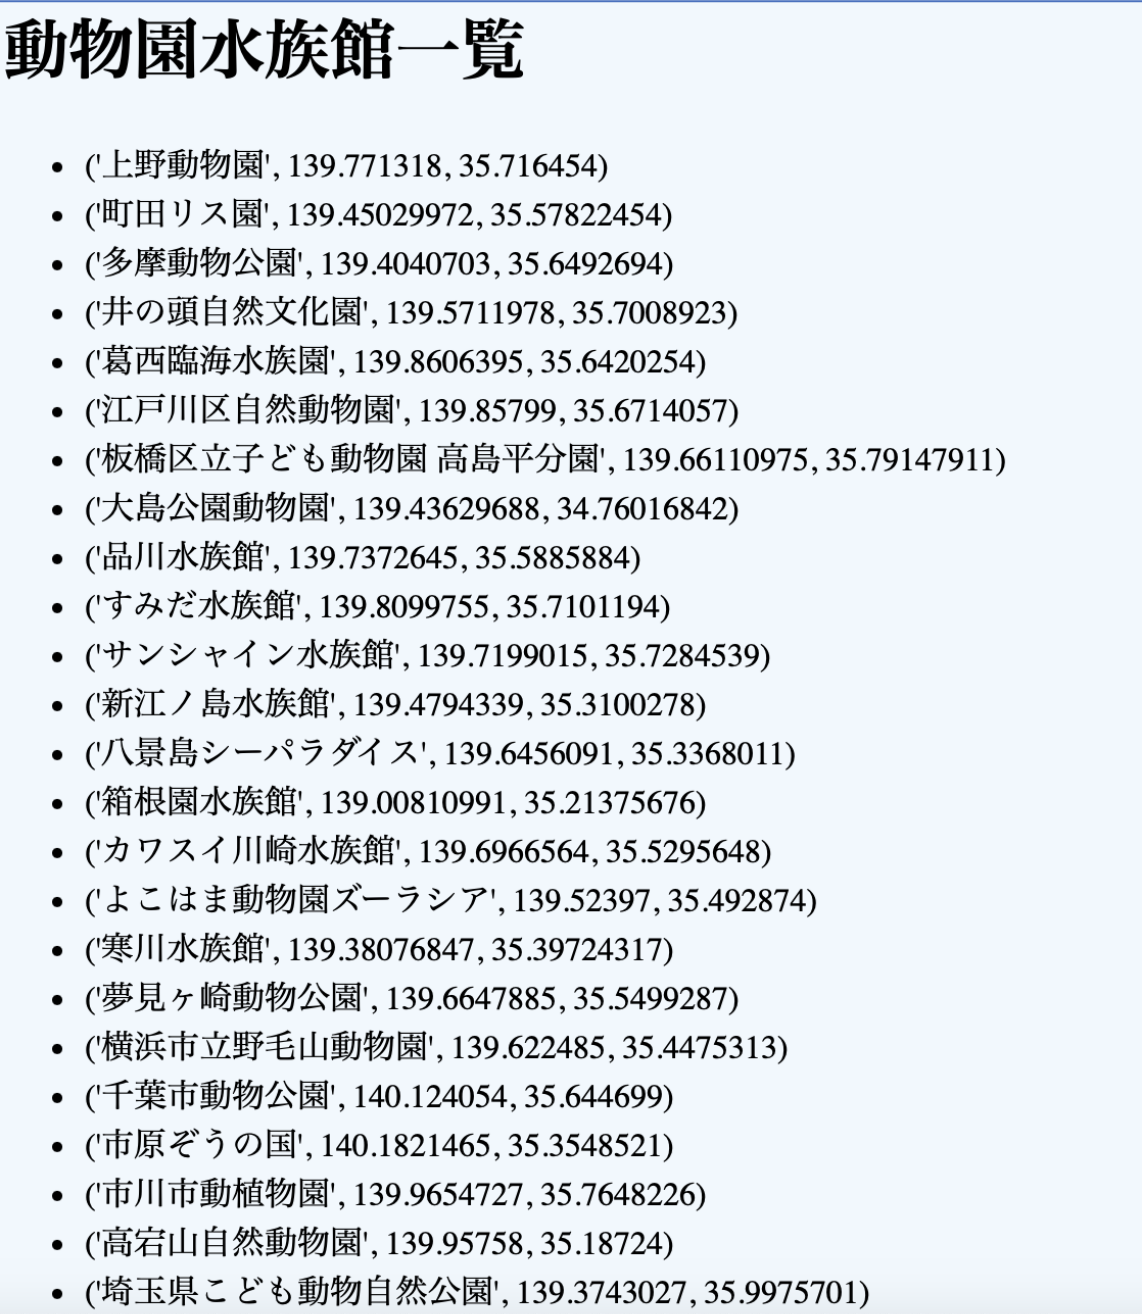 動物園水族館一覧
('上野動物園', 139.771318, 35.716454)
('町田リス園', 139.45029972, 35.57822454)
('多摩動物公園', 139.4040703, 35.6492694)
('井の頭自然文化園', 139.5711978, 35.7008923)
('葛西臨海水族園', 139.8606395, 35.6420254)
('江戸川区自然動物園', 139.85799, 35.6714057)
('板橋区立子ども動物園 高島平分園', 139.66110975, 35.79147911)
('大島公園動物園', 139.43629688, 34.76016842)
('品川水族館', 139.7372645, 35.5885884)
('すみだ水族館', 139.8099755, 35.7101194)
('サンシャイン水族館', 139.7199015, 35.7284539)
('新江ノ島水族館', 139.4794339, 35.3100278)
('八景島シーパラダイス', 139.6456091, 35.3368011)
('箱根園水族館', 139.00810991, 35.21375676)
('カワスイ川崎水族館', 139.6966564, 35.5295648)
('よこはま動物園ズーラシア', 139.52397, 35.492874)
('寒川水族館', 139.38076847, 35.39724317)
('夢見ヶ崎動物公園', 139.6647885, 35.5499287)
('横浜市立野毛山動物園', 139.622485, 35.4475313)
('千葉市動物公園', 140.124054, 35.644699)
('市原ぞうの国', 140.1821465, 35.3548521)
('市川市動植物園', 139.9654727, 35.7648226)
('高宕山自然動物園', 139.95758, 35.18724)
('埼玉県こども動物自然公園', 139.3743027, 35.9975701)